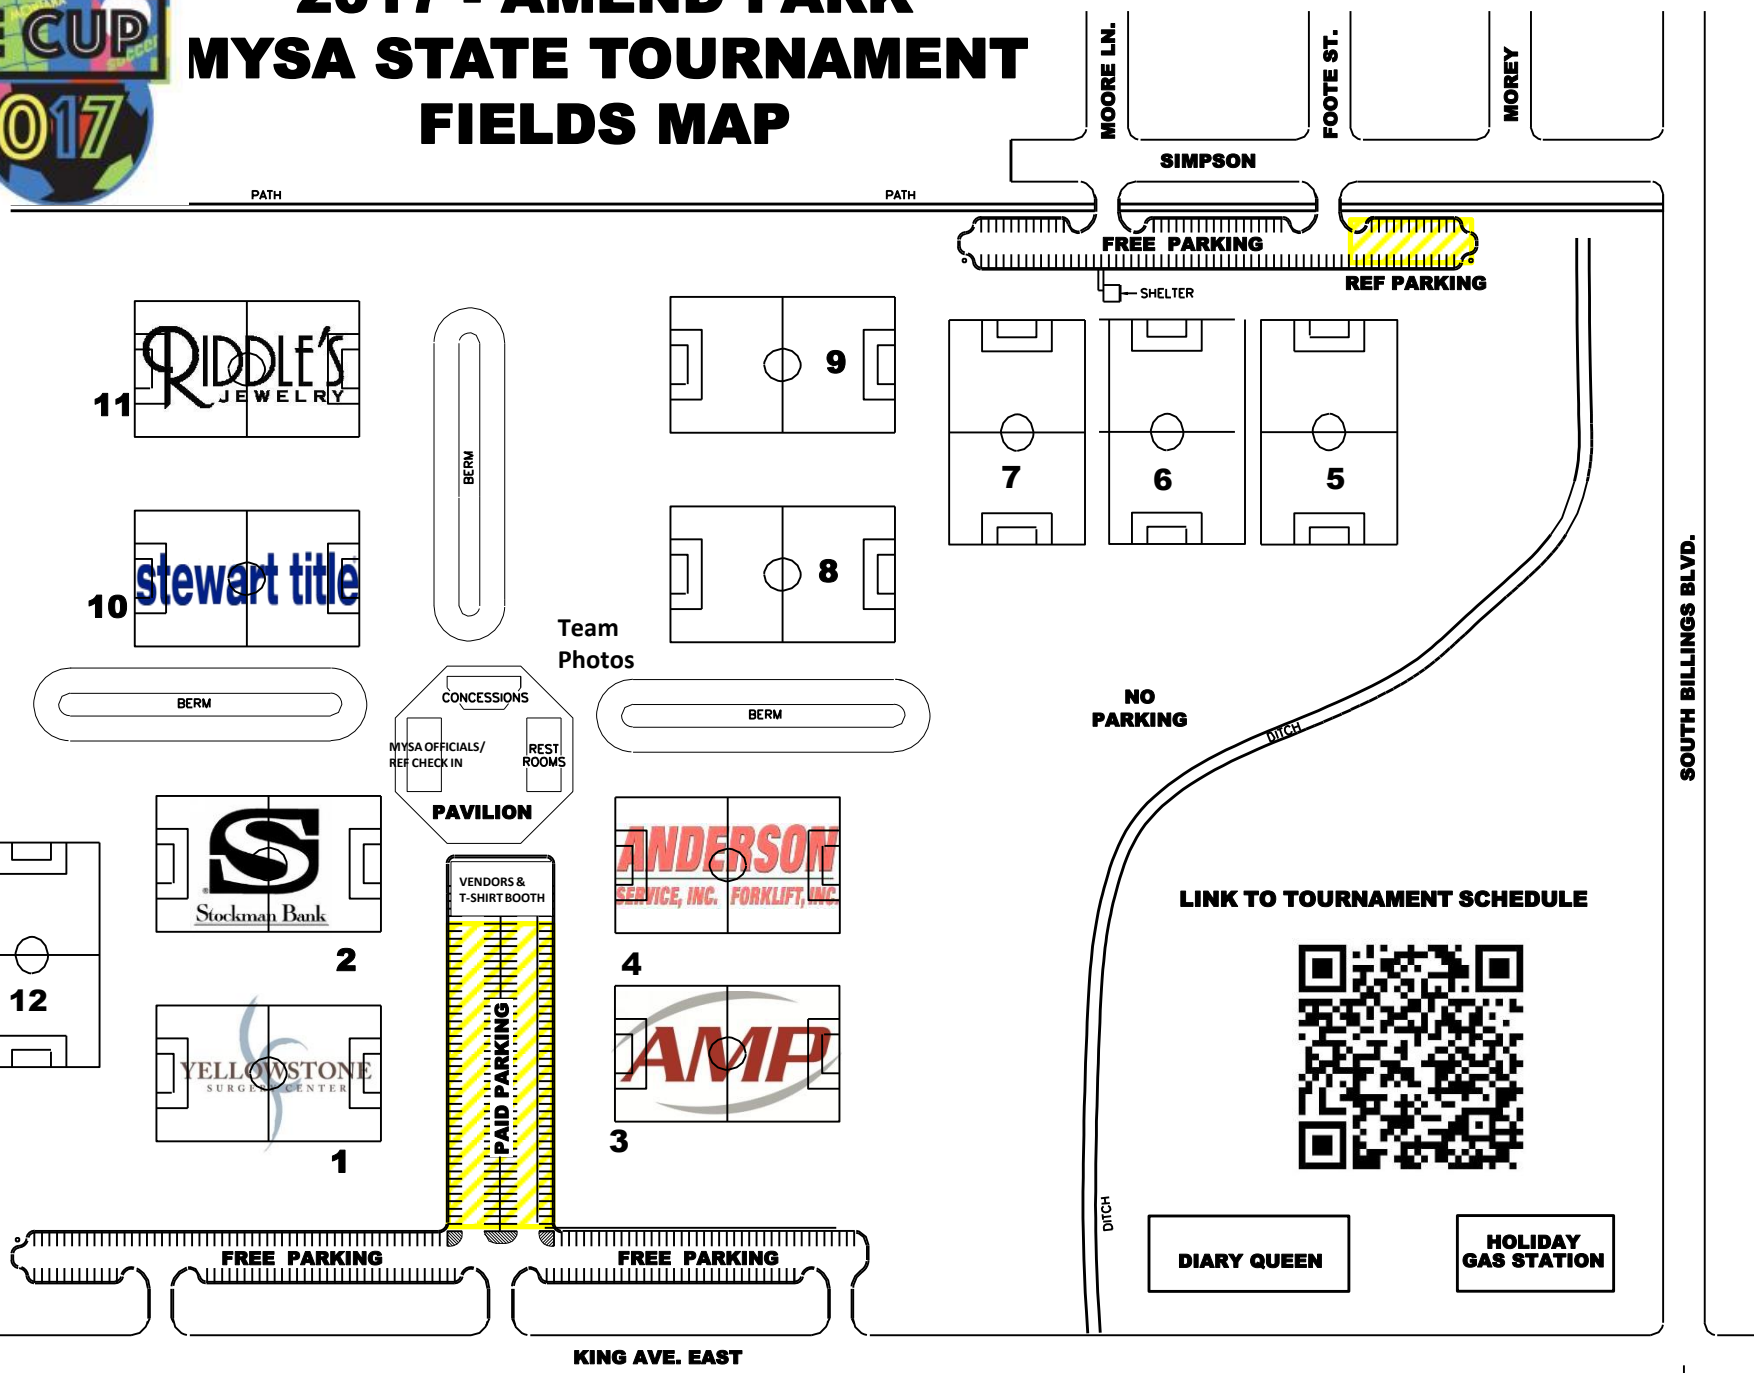 2017 - AMEND PARK
MYSA STATE TOURNAMENT
FIELDS MAP
CUP
soccer
017
MOORE LN.
FOOTE ST.
MOREY
SIMPSON
PATH
PATH
FREE PARKING
REF PARKING
SHELTER
RIDDLE'S
JEWELRY
11
BERM
9
7
6
5
stewart title
10
8
Team
Photos
SOUTH BILLINGS BLVD.
BERM
CONCESSIONS
MYSA OFFICIALS/
REF CHECK IN
REST
ROOMS
PAVILION
BERM
NO
PARKING
DITCH
Stockman Bank
2
VENDORS &
T-SHIRT BOOTH
ANDERSON
SERVICE, INC. FORKLIFT, INC.
4
LINK TO TOURNAMENT SCHEDULE
12
YELLOWSTONE
SURGERY CENTER
1
PAID PARKING
AMP
3
DITCH
FREE PARKING
FREE PARKING
DIARY QUEEN
HOLIDAY
GAS STATION
KING AVE. EAST